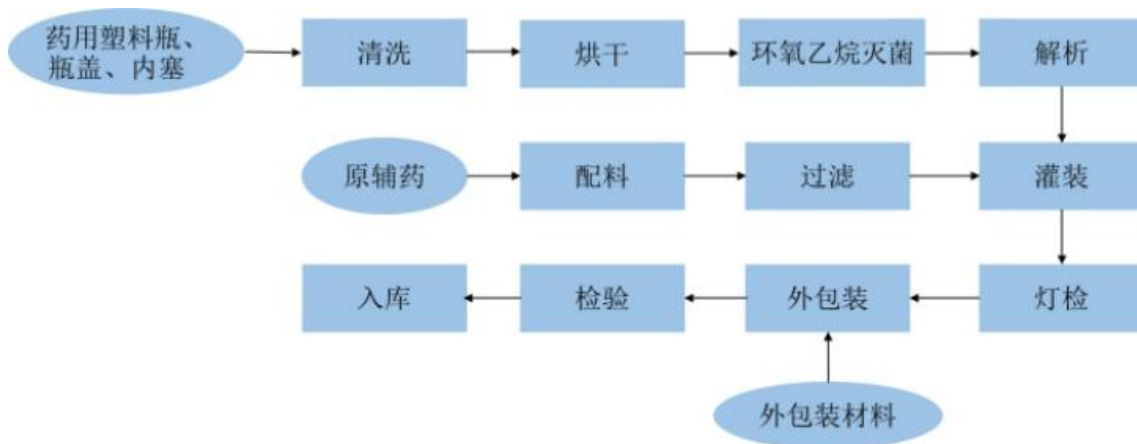 药用塑料瓶、
瓶盖、内塞
清洗
烘干
环氧乙烷灭菌
解析
原辅药
配料
过滤
灌装
入库
检验
外包装
灯检
外包装材料